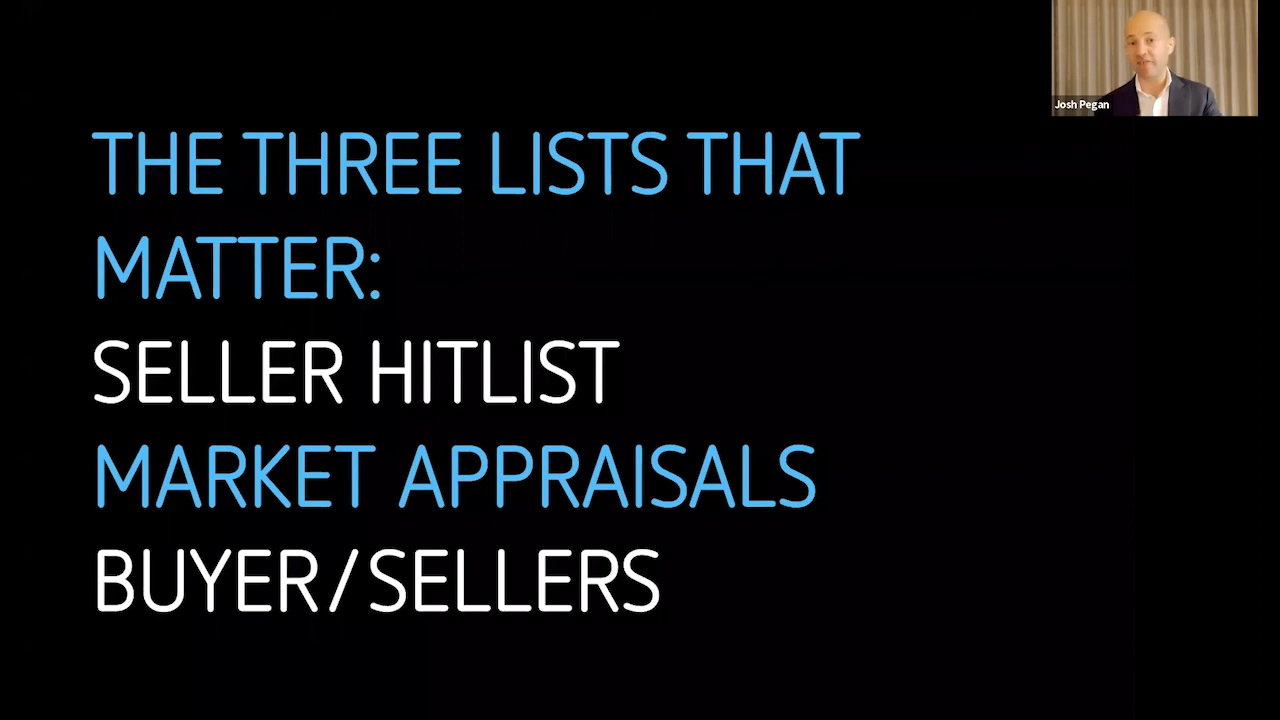 THE THREE LISTS THAT
MATTER:
SELLER HITLIST
MARKET APPRAISALS
BUYER/SELLERS
Josh Pegan